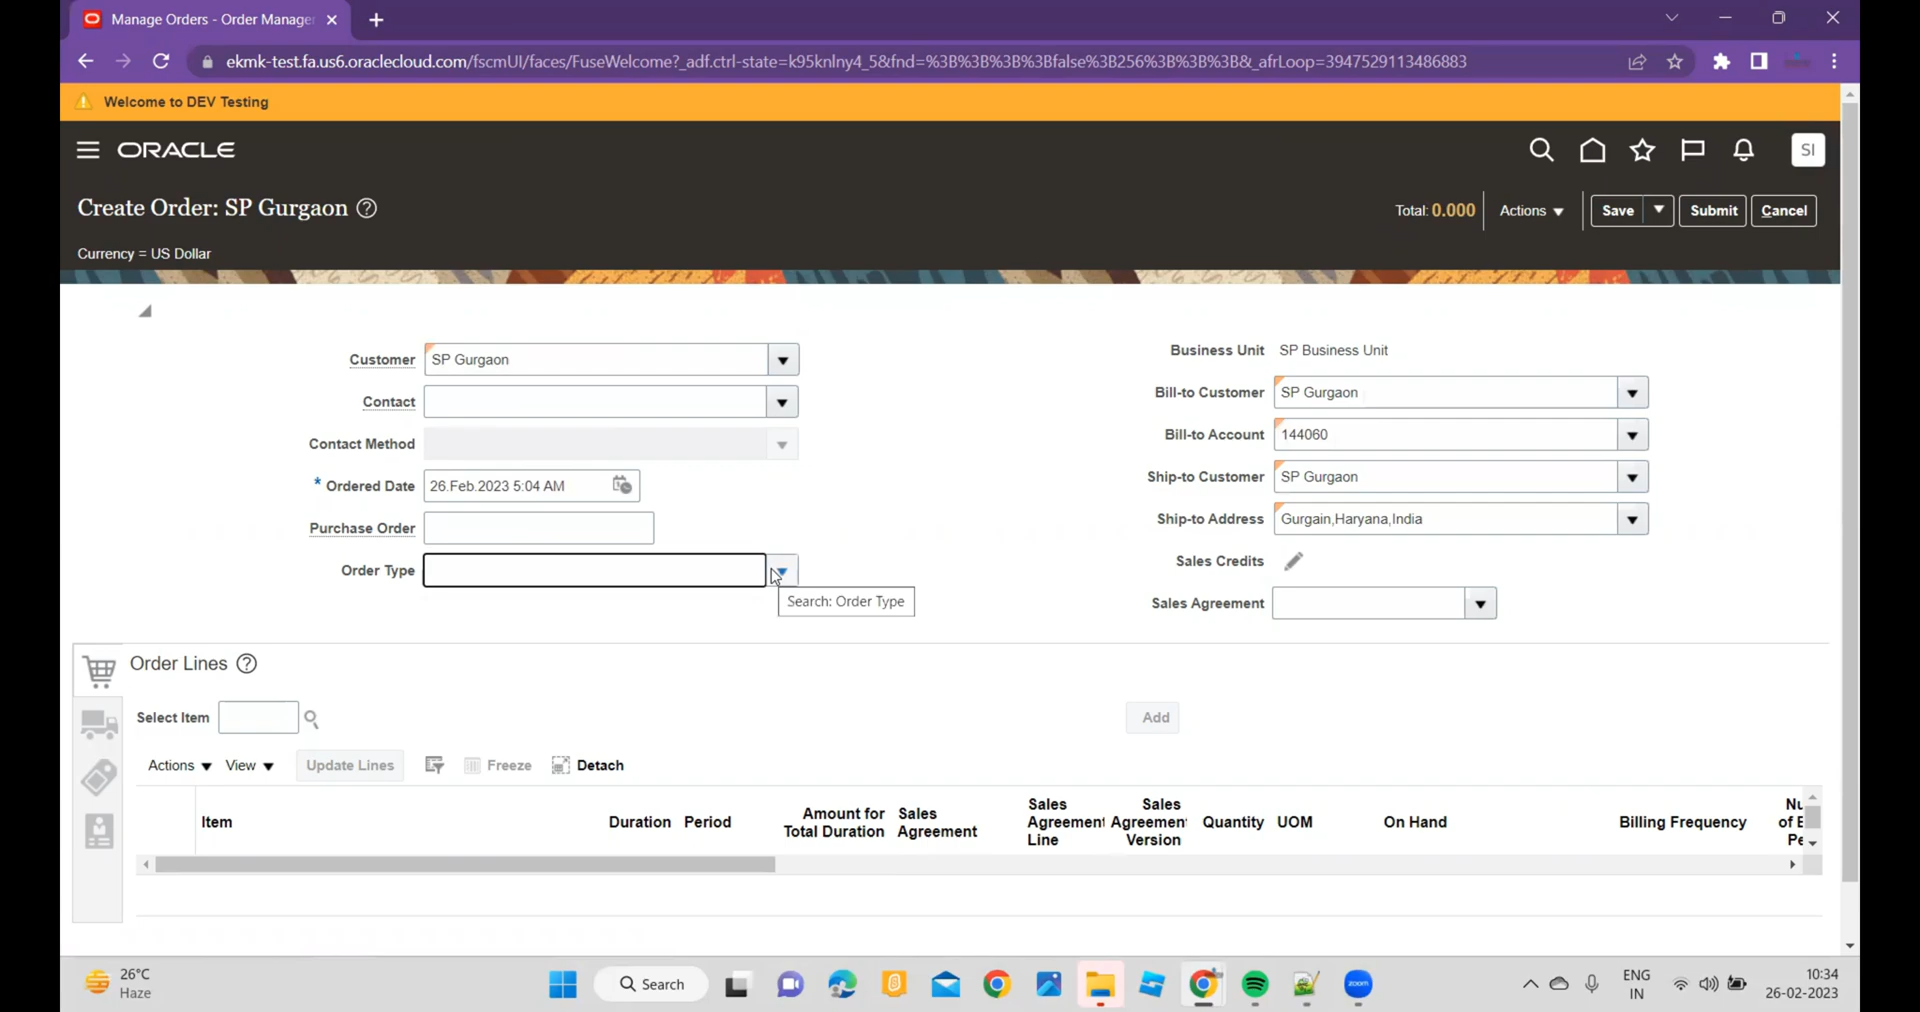 Manage Orders - Order Manage
ekmk-test.fa.us6.oraclecloud.com/fscmUI/faces/FuseWelcome?_adf.ctrl-state=k95knlny4_5&fnd=%3B%3B%3B%3Bfalse%3B256%3B%3B%3B&_afrLoop=3947529113486883
Welcome to DEV Testing
ORACLE
SI
Create Order: SP Gurgaon
Total: 0.000 Actions Save Submit Cancel
Currency = US Dollar
Customer SP Gurgaon
Contact
Contact Method
* Ordered Date 26.Feb.2023 5:04 AM
Purchase Order
Order Type
Search: Order Type
Business Unit SP Business Unit
Bill-to Customer SP Gurgaon
Bill-to Account 144060
Ship-to Customer SP Gurgaon
Ship-to Address Gurgain,Haryana,India
Sales Credits
Sales Agreement
Order Lines
Select Item Add
Actions View Update Lines Freeze Detach
Item Duration Period Amount for Total Duration Sales Agreement Sales Agreement Line Sales Agreement Version Quantity UOM On Hand Billing Frequency
26°C
Haze
Search
ENG
IN
10:34
26-02-2023